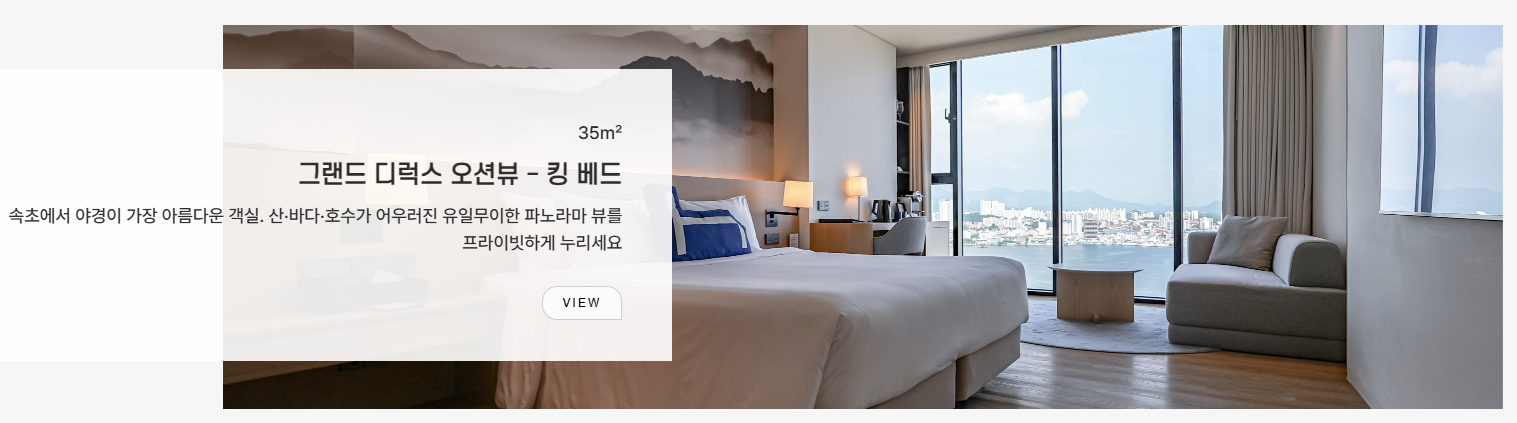 35m²
그랜드 디럭스 오션뷰 - 킹 베드
속초에서 야경이 가장 아름다운 객실. 산·바다·호수가 어우러진 유일무이한 파노라마 뷰를
프라이빗하게 누리세요
VIEW